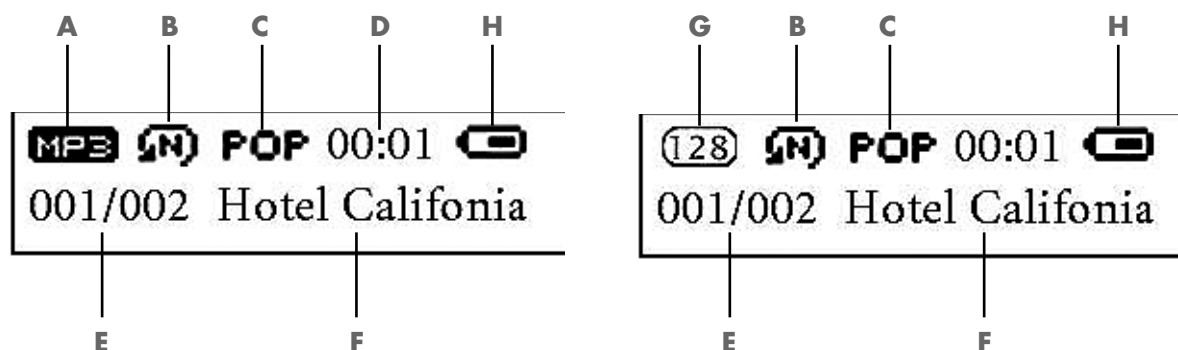 A B C D H G B C H
MP3 N POP 00:01 128 N POP 00:01
001/002 Hotel Califonia 001/002 Hotel Califonia
E F E F